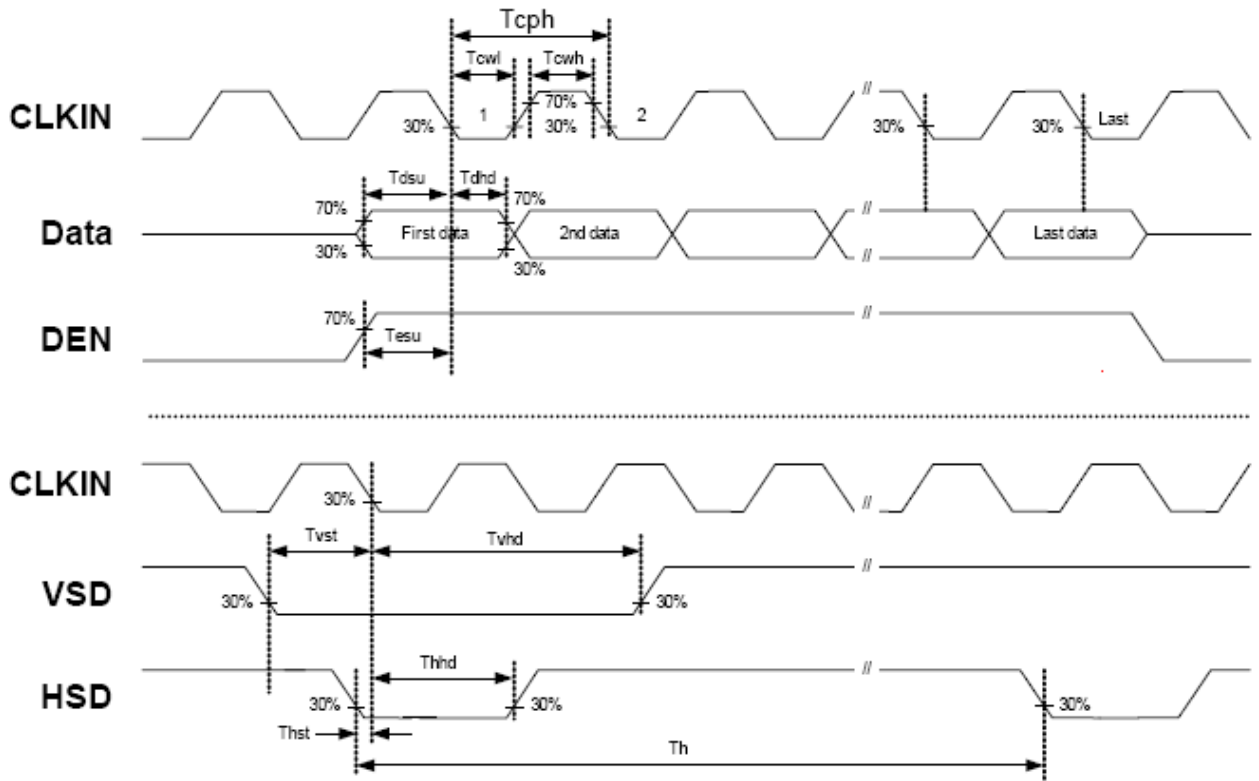 Tcph
Tcwl Tcwh
CLKIN 30% 1 70% 30% 2 // 30% 30% Last
Tdsu Tdhd
Data 70% 30% First data 70% 30% 2nd data // Last data
DEN 70% Tesu //
CLKIN 30% //
Tvst Tvhd
VSD 30% 30% //
Thhd
HSD 30% 30% // 30%
Thst
Th